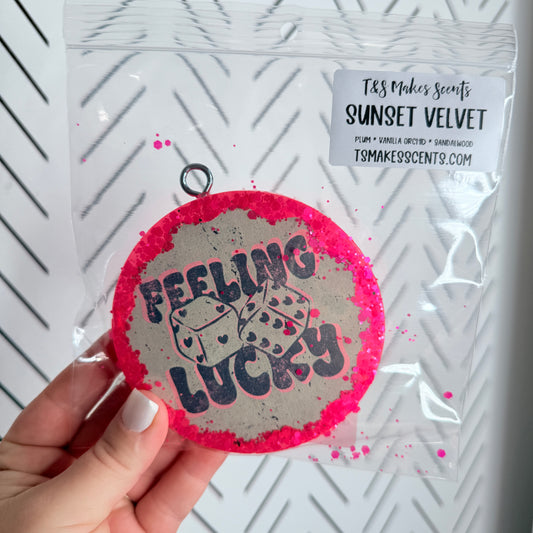 T&S Makes Scents
SUNSET VELVET
PLUM * VANILLA ORCHID * SANDALWOOD
TSMAKESSCENTS.COM
FEELING
LUCKY